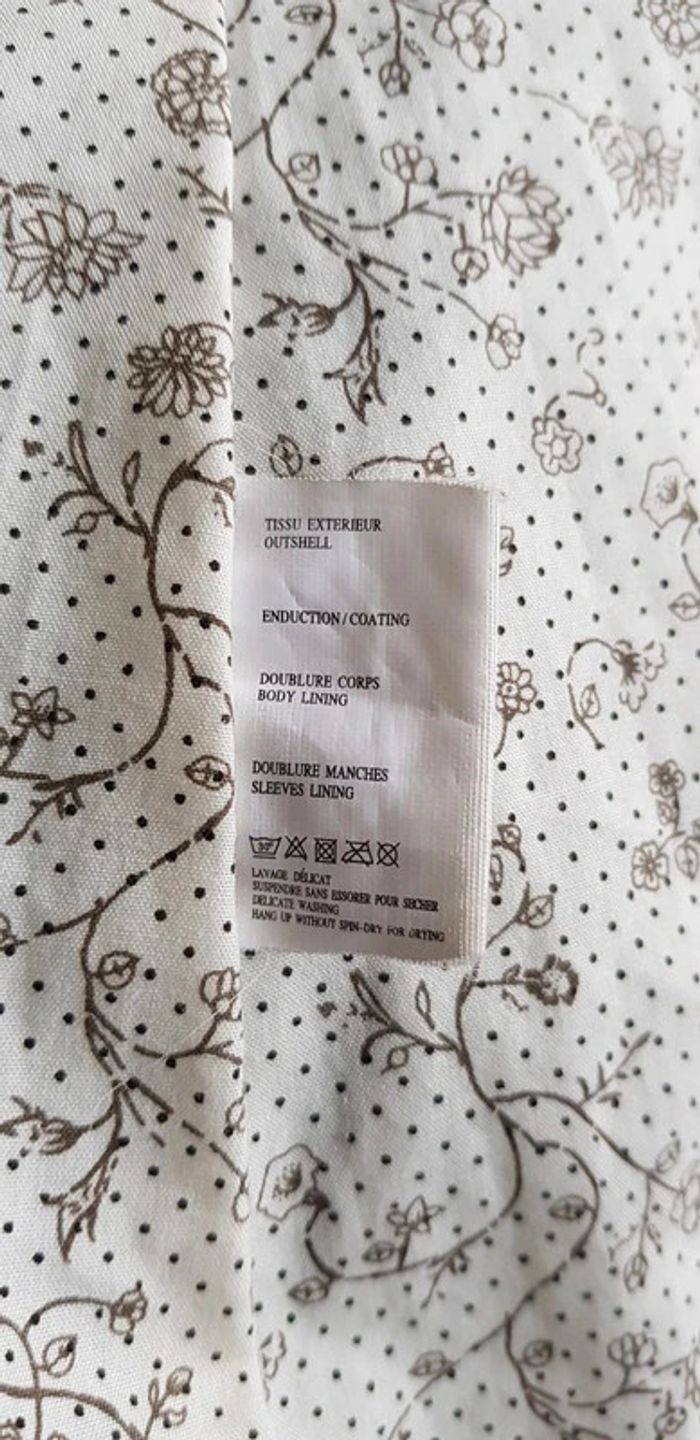 TISSU EXTERIEUR
OUTSHELL
ENDUCTION/COATING
DOUBLURE CORPS
BODY LINING
DOUBLURE MANCHES
SLEEVES LINING
30°
LAVAGE DÉLICAT
SUSPENDRE SANS ESSORER POUR SECHER
DELICATE WASHING
HANG UP WITHOUT SPIN-DRY FOR DRYING